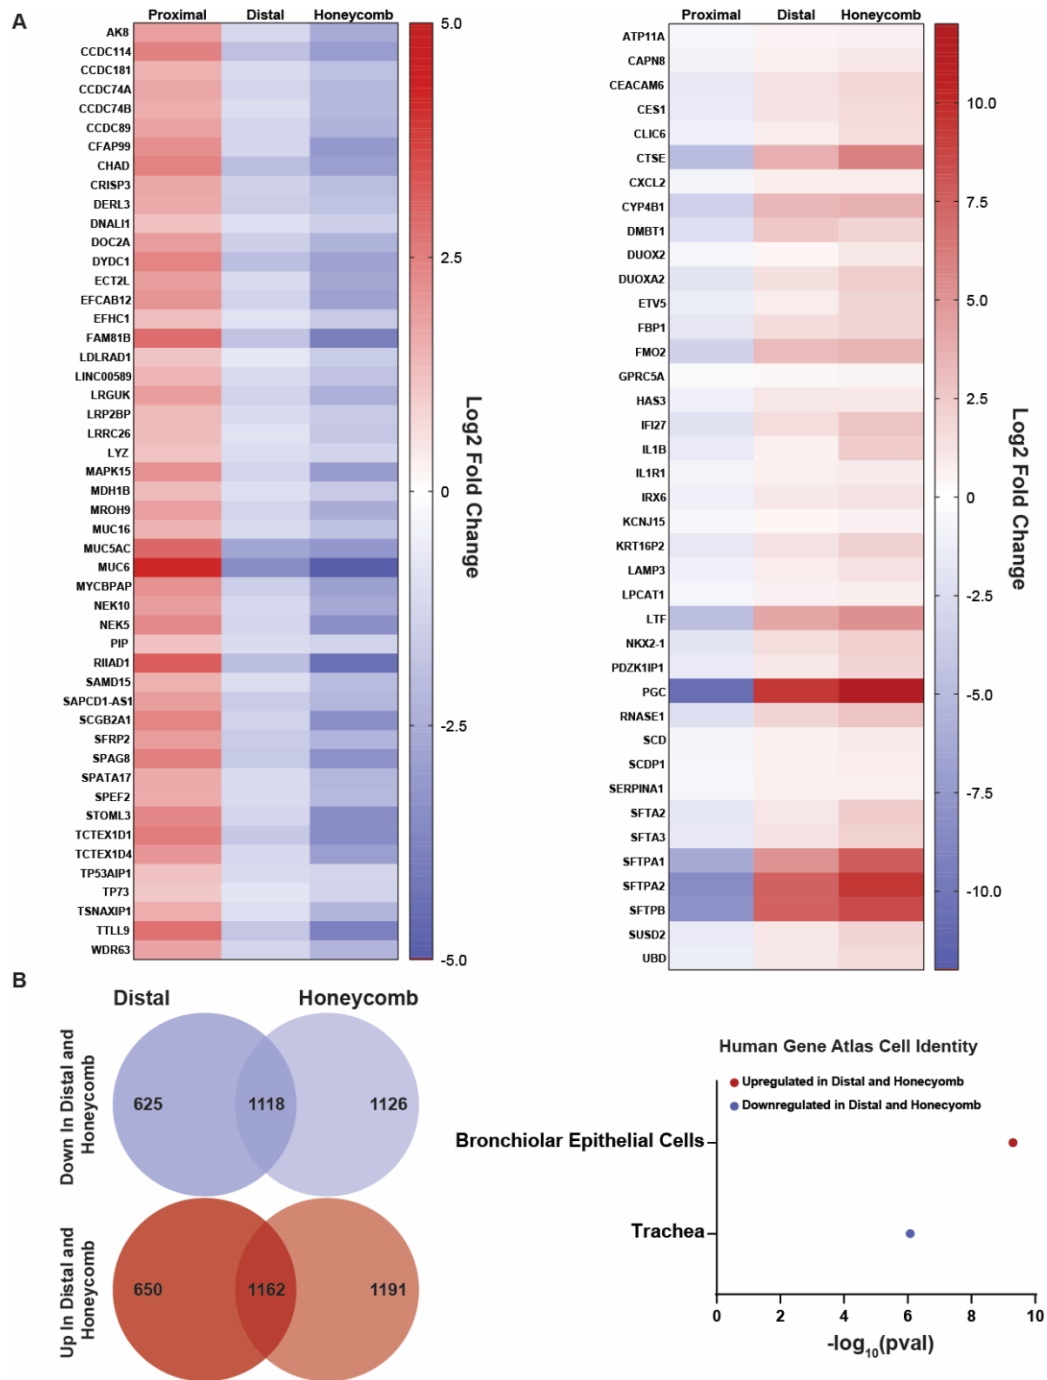 A
Proximal Distal Honeycomb
AK8
CCDC114
CCDC181
CCDC74A
CCDC74B
CCDC89
CFAP99
CHAD
CRISP3
DERL3
DNALI1
DOC2A
DYDC1
ECT2L
EFCAB12
EFHC1
FAM81B
LDLRAD1
LINC00589
LRGUK
LRP2BP
LRRC26
LYZ
MAPK15
MDH1B
MROH9
MUC16
MUC5AC
MUC6
MYCBPAP
NEK10
NEK5
PIP
RIIAD1
SAMD15
SAPCD1-AS1
SCGB2A1
SFRP2
SPAG8
SPATA17
SPEF2
STOML3
TCTEX1D1
TCTEX1D4
TP53AIP1
TP73
TSNAXIP1
TTLL9
WDR63
5.0
2.5
0
-2.5
-5.0
Log2 Fold Change
Proximal Distal Honeycomb
ATP11A
CAPN8
CEACAM6
CES1
CLIC6
CTSE
CXCL2
CYP4B1
DMBT1
DUOX2
DUOXA2
ETV5
FBP1
FMO2
GPRC5A
HAS3
IFI27
IL1B
IL1R1
IRX6
KCNJ15
KRT16P2
LAMP3
LPCAT1
LTF
NKX2-1
PDZK1IP1
PGC
RNASE1
SCD
SCDP1
SERPINA1
SFTA2
SFTA3
SFTPA1
SFTPA2
SFTPB
SUSD2
UBD
10.0
7.5
5.0
2.5
0
-2.5
-5.0
-7.5
-10.0
Log2 Fold Change
B
Distal Honeycomb
Down In Distal and
Honeycomb
625 1118 1126
Up In Distal and
Honeycomb
650 1162 1191
Human Gene Atlas Cell Identity
Upregulated in Distal and Honecyomb
Downregulated in Distal and Honecyomb
Bronchiolar Epithelial Cells
Trachea
0 2 4 6 8 10
-log10(pval)